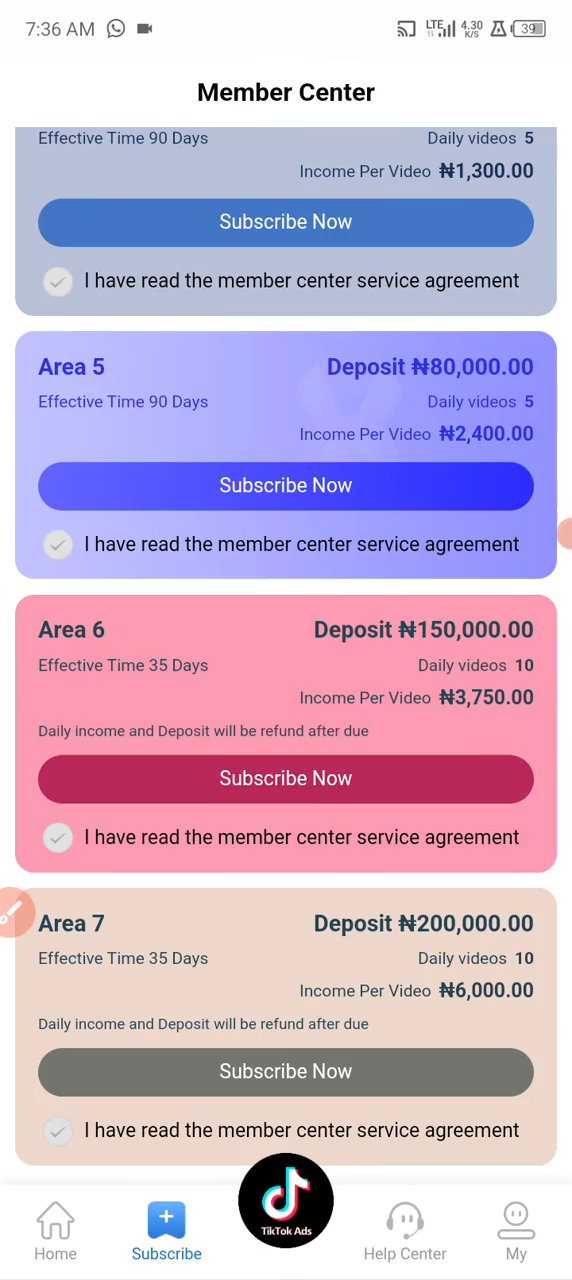 7:36 AM LTE 4.30 K/S 39
Member Center
Effective Time 90 Days Daily videos 5
Income Per Video ₦1,300.00
Subscribe Now
I have read the member center service agreement
Area 5 Deposit ₦80,000.00
Effective Time 90 Days Daily videos 5
Income Per Video ₦2,400.00
Subscribe Now
I have read the member center service agreement
Area 6 Deposit ₦150,000.00
Effective Time 35 Days Daily videos 10
Income Per Video ₦3,750.00
Daily income and Deposit will be refund after due
Subscribe Now
I have read the member center service agreement
Area 7 Deposit ₦200,000.00
Effective Time 35 Days Daily videos 10
Income Per Video ₦6,000.00
Daily income and Deposit will be refund after due
Subscribe Now
I have read the member center service agreement
TikTok Ads
Home Subscribe Help Center My